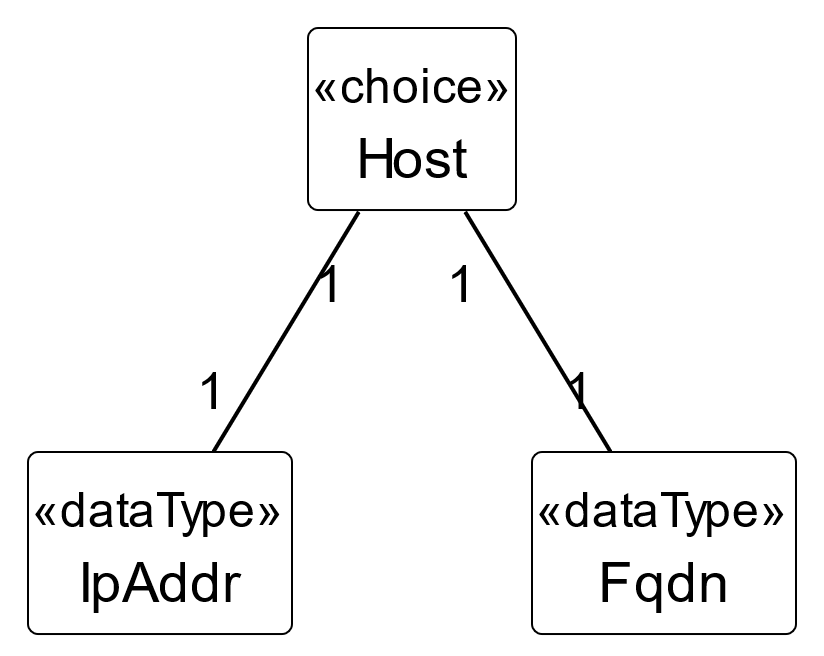 «choice»
Host
1
1
1
1
«dataType»
IpAddr
«dataType»
Fqdn